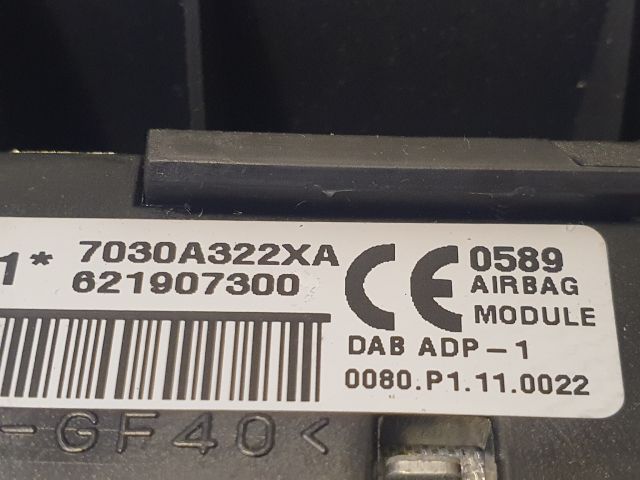 1* 7030A322XA
621907300
CE 0589
AIRBAG
MODULE
DAB ADP-1
0080.P1.11.0022
-GF40<